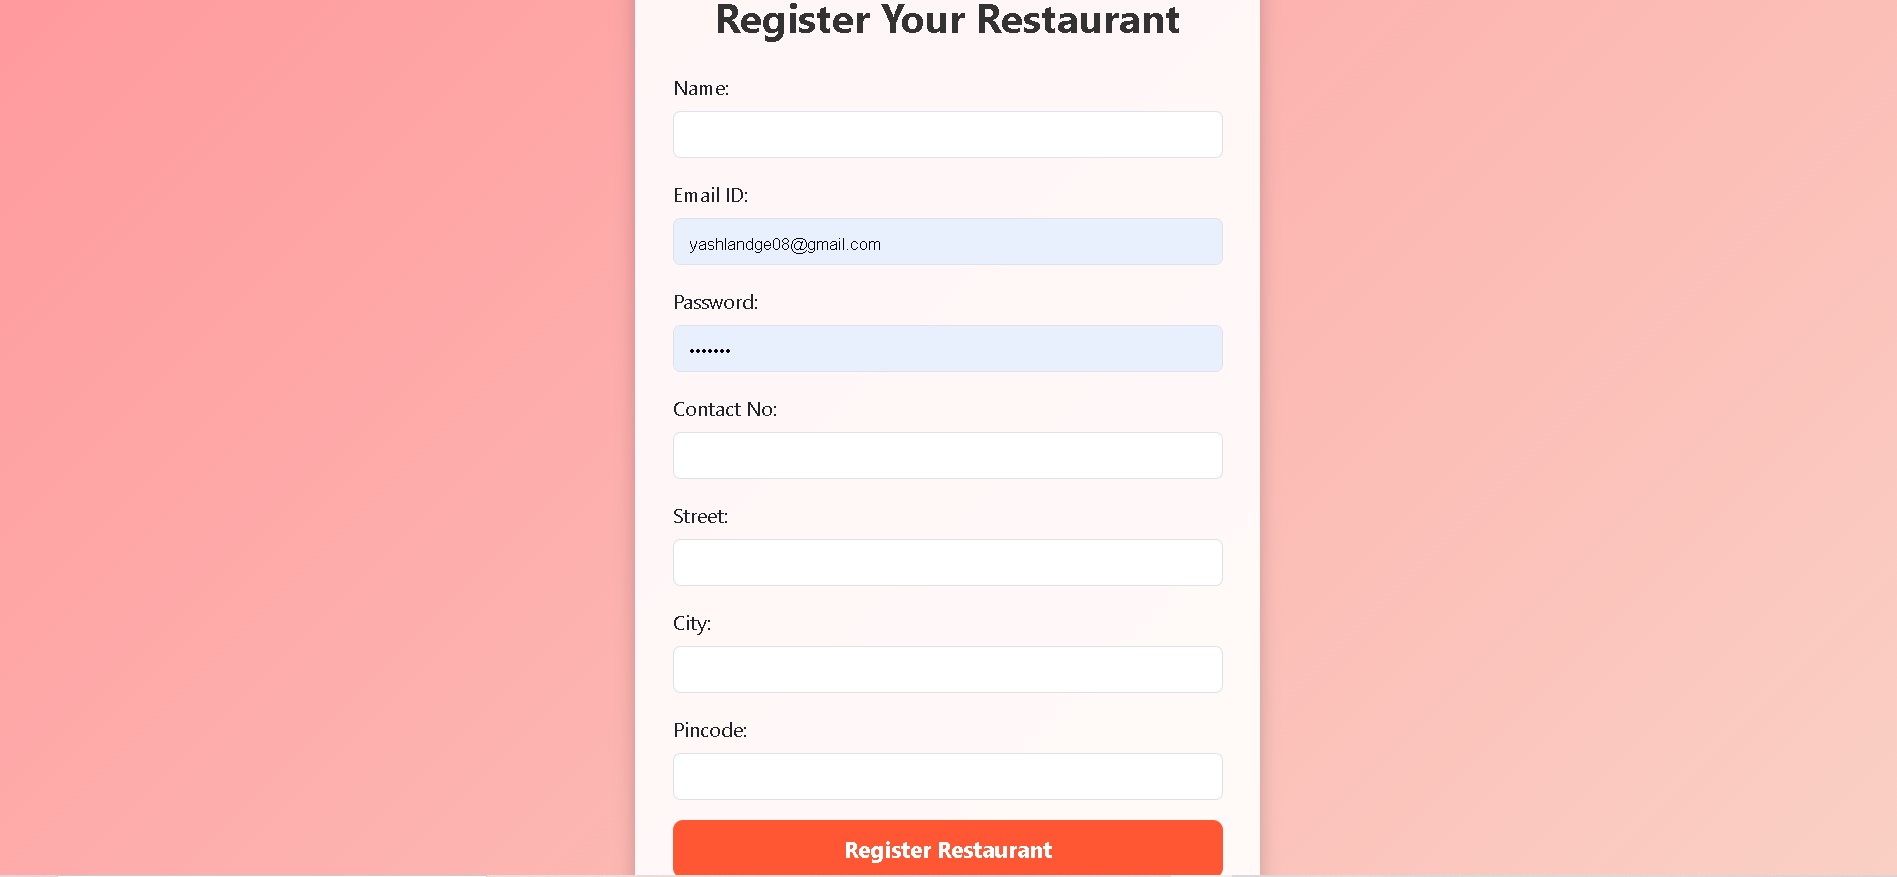 Register Your Restaurant
Name:
Email ID:
yashlandge08@gmail.com
Password:
•••••••
Contact No:
Street:
City:
Pincode:
Register Restaurant